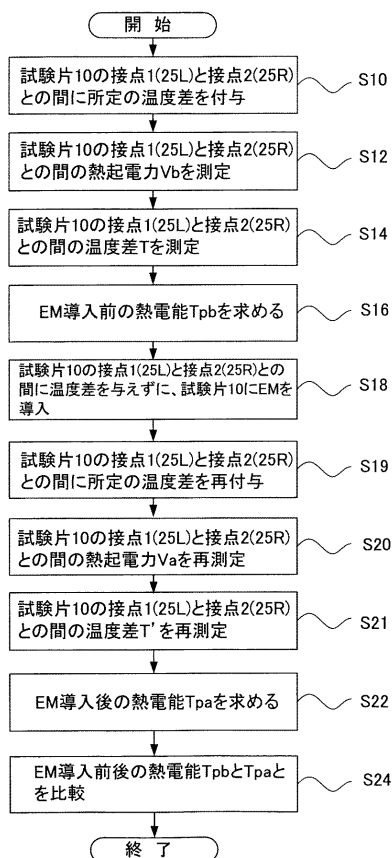 開 始
試験片10の接点1(25L)と接点2(25R)
との間に所定の温度差を付与
S10
試験片10の接点1(25L)と接点2(25R)
との間の熱起電力Vbを測定
S12
試験片10の接点1(25L)と接点2(25R)
との間の温度差Tを測定
S14
EM導入前の熱電能Tpbを求める
S16
試験片10の接点1(25L)と接点2(25R)との
間に温度差を与えずに、試験片10にEMを
導入
S18
試験片10の接点1(25L)と接点2(25R)
との間に所定の温度差を再付与
S19
試験片10の接点1(25L)と接点2(25R)
との間の熱起電力Vaを再測定
S20
試験片10の接点1(25L)と接点2(25R)
との間の温度差T'を再測定
S21
EM導入後の熱電能Tpaを求める
S22
EM導入前後の熱電能TpbとTpaと
を比較
S24
終 了